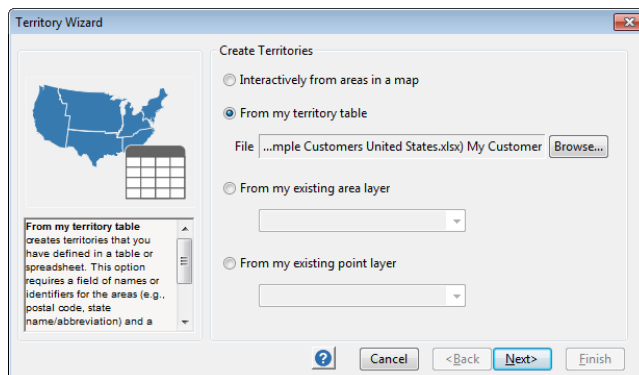 Territory Wizard
Create Territories
Interactively from areas in a map
From my territory table
File ...mple Customers United States.xlsx) My Customer Browse...
From my existing area layer
From my existing point layer
From my territory table
creates territories that you
have defined in a table or
spreadsheet. This option
requires a field of names or
identifiers for the areas (e.g.,
postal code, state
name/abbreviation) and a
? Cancel <Back Next> Finish